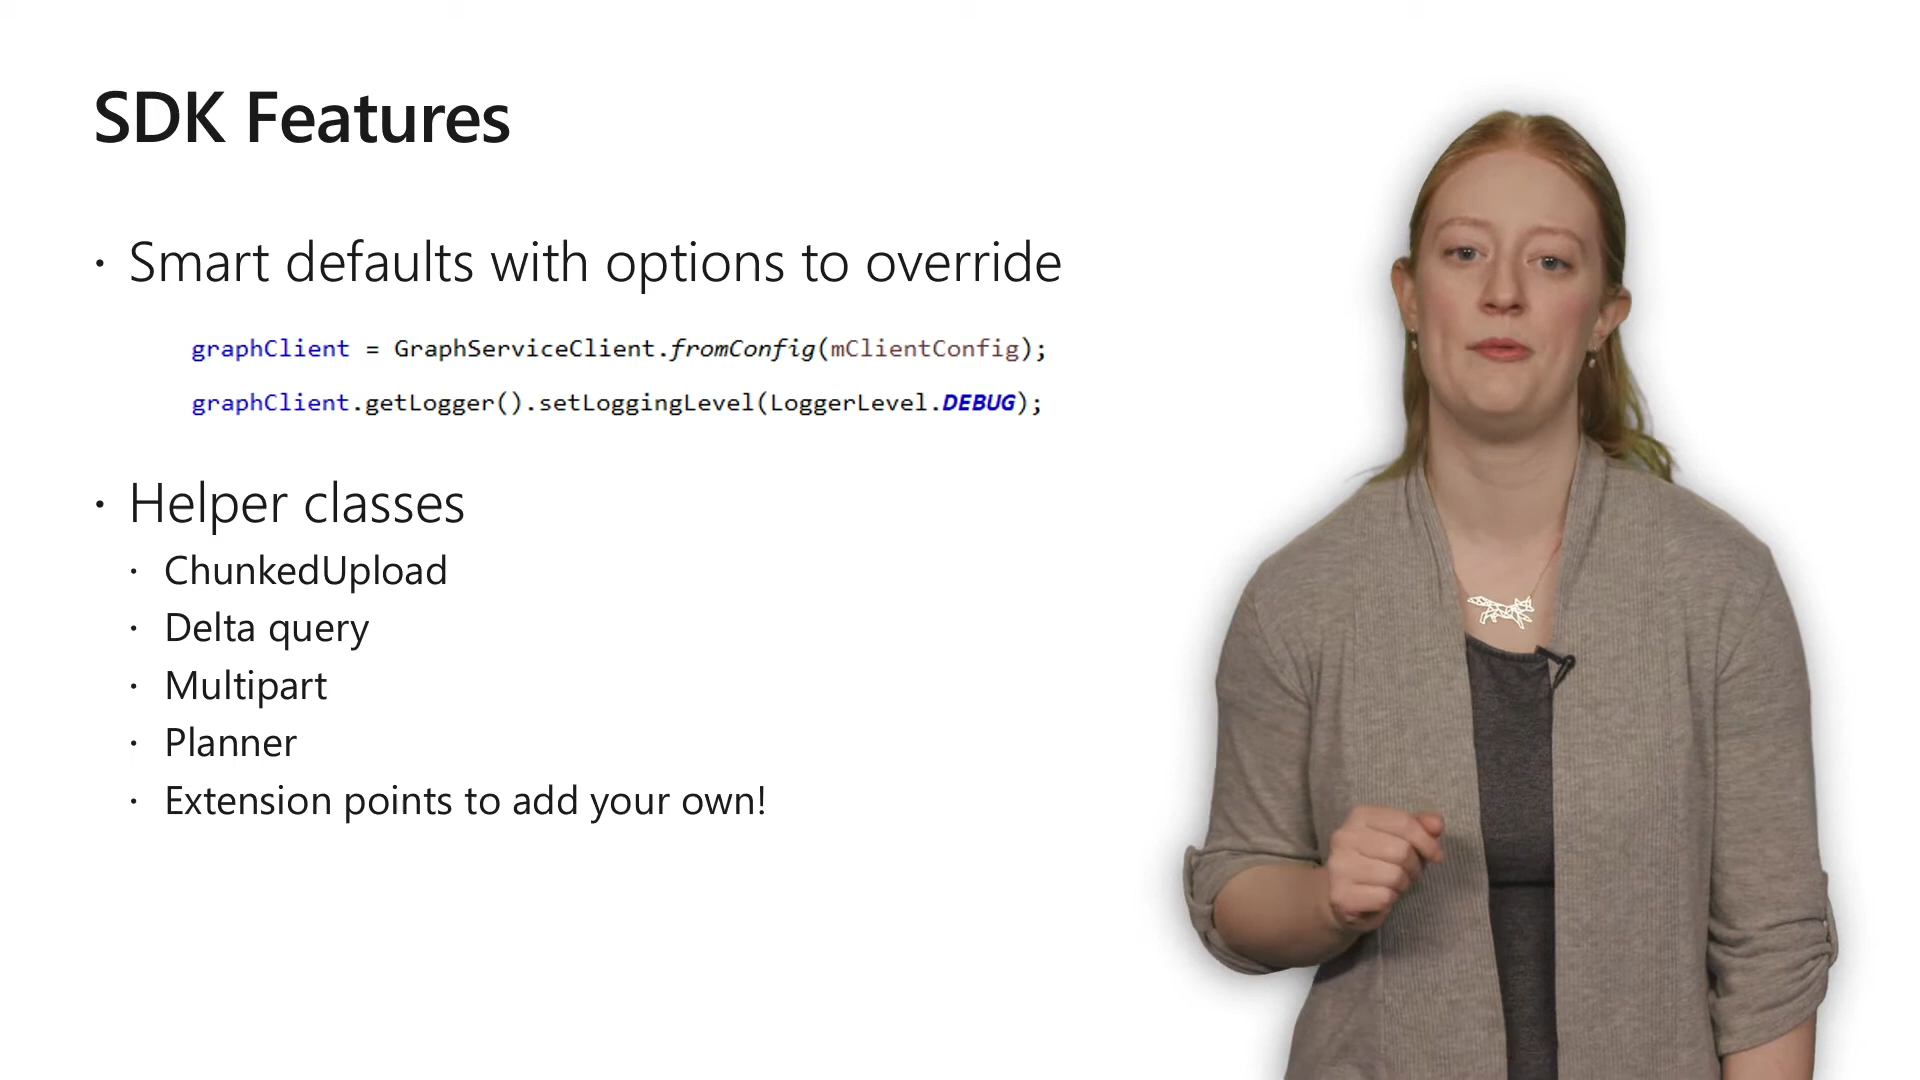 SDK Features
· Smart defaults with options to override
graphClient = GraphServiceClient.fromConfig(mClientConfig);
graphClient.getLogger().setLoggingLevel(LoggerLevel.DEBUG);
· Helper classes
· ChunkedUpload
· Delta query
· Multipart
· Planner
· Extension points to add your own!